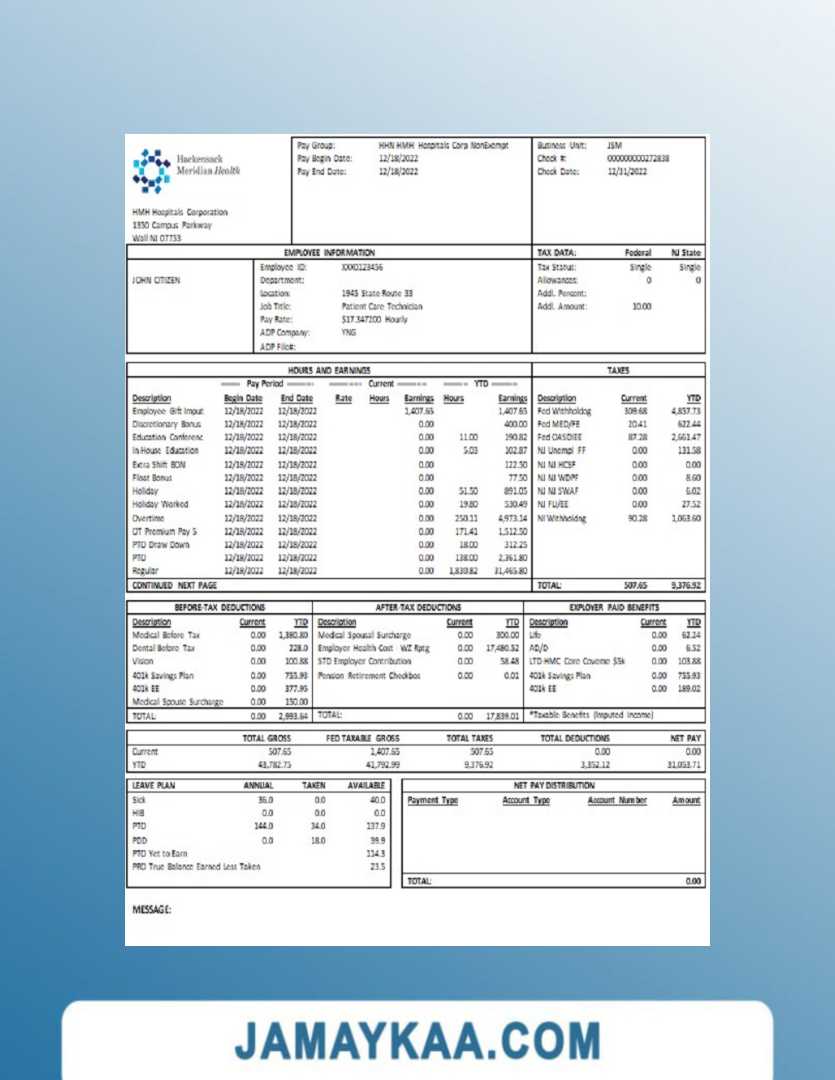 Hackensack
Meridian Health
HMH Hospitals Corporation
1350 Campus Parkway
Wall NJ 07753
Pay Group: HHN HMH Hospitals Corp NonExempt
Pay Begin Date: 12/18/2022
Pay End Date: 12/18/2022
Business Unit: JSM
Check #: 000000000272838
Check Date: 12/31/2022
EMPLOYEE INFORMATION
JOHN CITIZEN
Employee ID: XXX0123456
Department:
Location: 1945 State Route 33
Job Title: Patient Care Technician
Pay Rate: $17.347200 Hourly
ADP Company: YNG
ADP File#:
TAX DATA: Federal NJ State
Tax Status: Single Single
Allowances: 0 0
Addl. Percent:
Addl. Amount: 10.00
HOURS AND EARNINGS
Pay Period Current YTD
Description Begin Date End Date Rate Hours Earnings Hours Earnings
Employee Gift Imput 12/18/2022 12/18/2022 1,407.65 1,407.65
Discretionary Bonus 12/18/2022 12/18/2022 0.00 400.00
Education Conferenc 12/18/2022 12/18/2022 0.00 11.00 190.82
In-House Education 12/18/2022 12/18/2022 0.00 5.03 102.87
Extra Shift BON 12/18/2022 12/18/2022 0.00 122.50
Float Bonus 12/18/2022 12/18/2022 0.00 77.50
Holiday 12/18/2022 12/18/2022 0.00 51.50 891.05
Holiday Worked 12/18/2022 12/18/2022 0.00 19.80 530.49
Overtime 12/18/2022 12/18/2022 0.00 250.11 4,973.14
OT Premium Pay 5 12/18/2022 12/18/2022 0.00 171.41 1,512.50
PTO Draw Down 12/18/2022 12/18/2022 0.00 18.00 312.25
PTO 12/18/2022 12/18/2022 0.00 138.00 2,361.80
Regular 12/18/2022 12/18/2022 0.00 1,839.82 31,465.80
CONTINUED NEXT PAGE
TAXES
Description Current YTD
Fed Withholdng 309.68 4,857.73
Fed MED/FE 20.41 622.44
Fed OASDIEE 87.28 2,661.47
NJ Unempl FF 0.00 131.58
NJ NJ HCSF 0.00 0.00
NJ NJ WDPF 0.00 8.60
NJ NJ SWAF 0.00 6.02
NJ FLI/EE 0.00 27.52
NJ Withholdng 90.28 1,063.60
TOTAL: 507.65 9,376.92
BEFORE-TAX DEDUCTIONS
Description Current YTD
Medical Before Tax 0.00 1,380.80
Dental Before Tax 0.00 228.0
Vision 0.00 100.88
401k Savings Plan 0.00 755.93
401k EE 0.00 377.95
Medical Spouse Surcharge 0.00 150.00
TOTAL: 0.00 2,993.64
AFTER-TAX DEDUCTIONS
Description Current YTD
Medical Spousal Surcharge 0.00 300.00
Employer Health Cost - WZ Rptg 0.00 17,480.52
STD Employer Contribution 0.00 58.48
Pension Retirement Checkbox 0.00 0.01
TOTAL: 0.00 17,839.01
EXPLOYER PAID BENEFITS
Description Current YTD
Life 0.00 62.24
AD/D 0.00 6.52
LTD-HMC Core Coverne $5k 0.00 103.88
401k Savings Plan 0.00 755.93
401k EE 0.00 189.02
*Taxable Benefits (Imputed Income)
TOTAL GROSS FED TAXABLE GROSS TOTAL TAXES TOTAL DEDUCTIONS NET PAY
Current 507.65 1,407.65 507.65 0.00 0.00
YTD 43,782.75 41,792.99 9,376.92 3,352.12 31,053.71
LEAVE PLAN ANNUAL TAKEN AVAILABLE
Sick 36.0 0.0 40.0
HIB 0.0 0.0 0.0
PTO 144.0 34.0 137.9
PDO 0.0 18.0 39.9
PTO Yet to Earn 114.3
PRD True Balance Earned Less Taken 23.5
NET PAY DISTRIBUTION
Payment Type Account Type Account Number Amount
TOTAL: 0.00
MESSAGE:
JAMAYKAA.COM